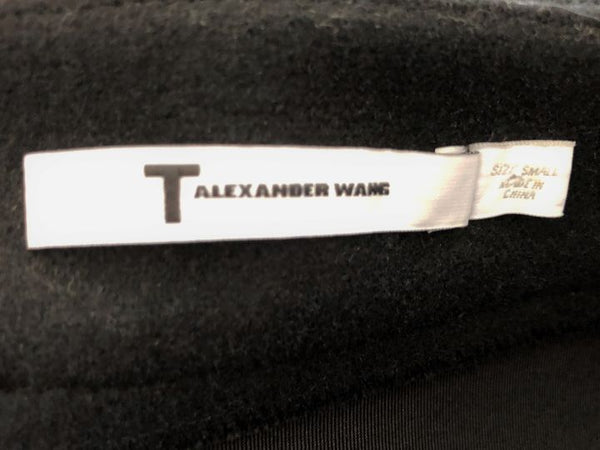 T ALEXANDER WANG
SIZE SMALL
MADE IN
CHINA